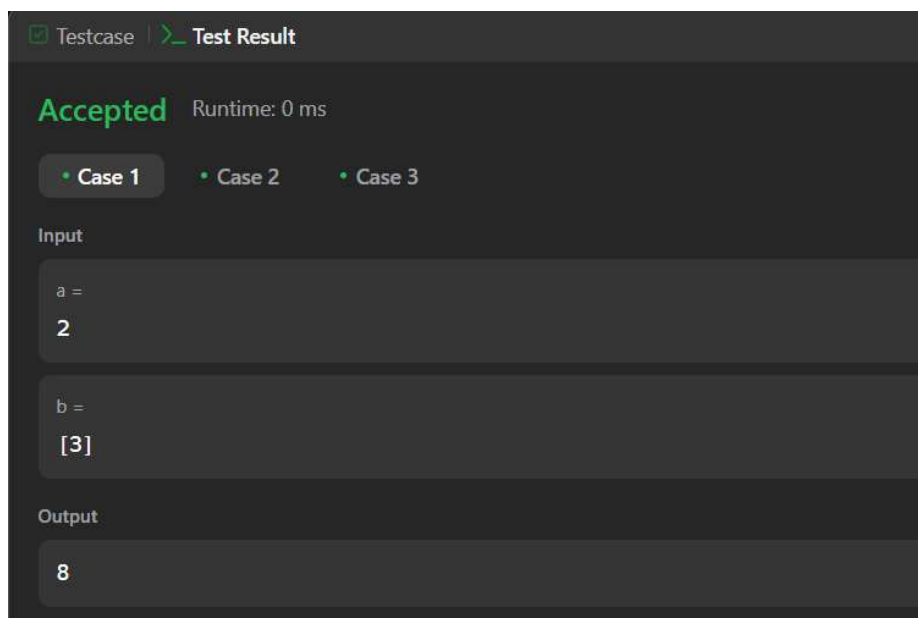 Testcase | >_ Test Result
Accepted Runtime: 0 ms
• Case 1 • Case 2 • Case 3
Input
a =
2
b =
[3]
Output
8